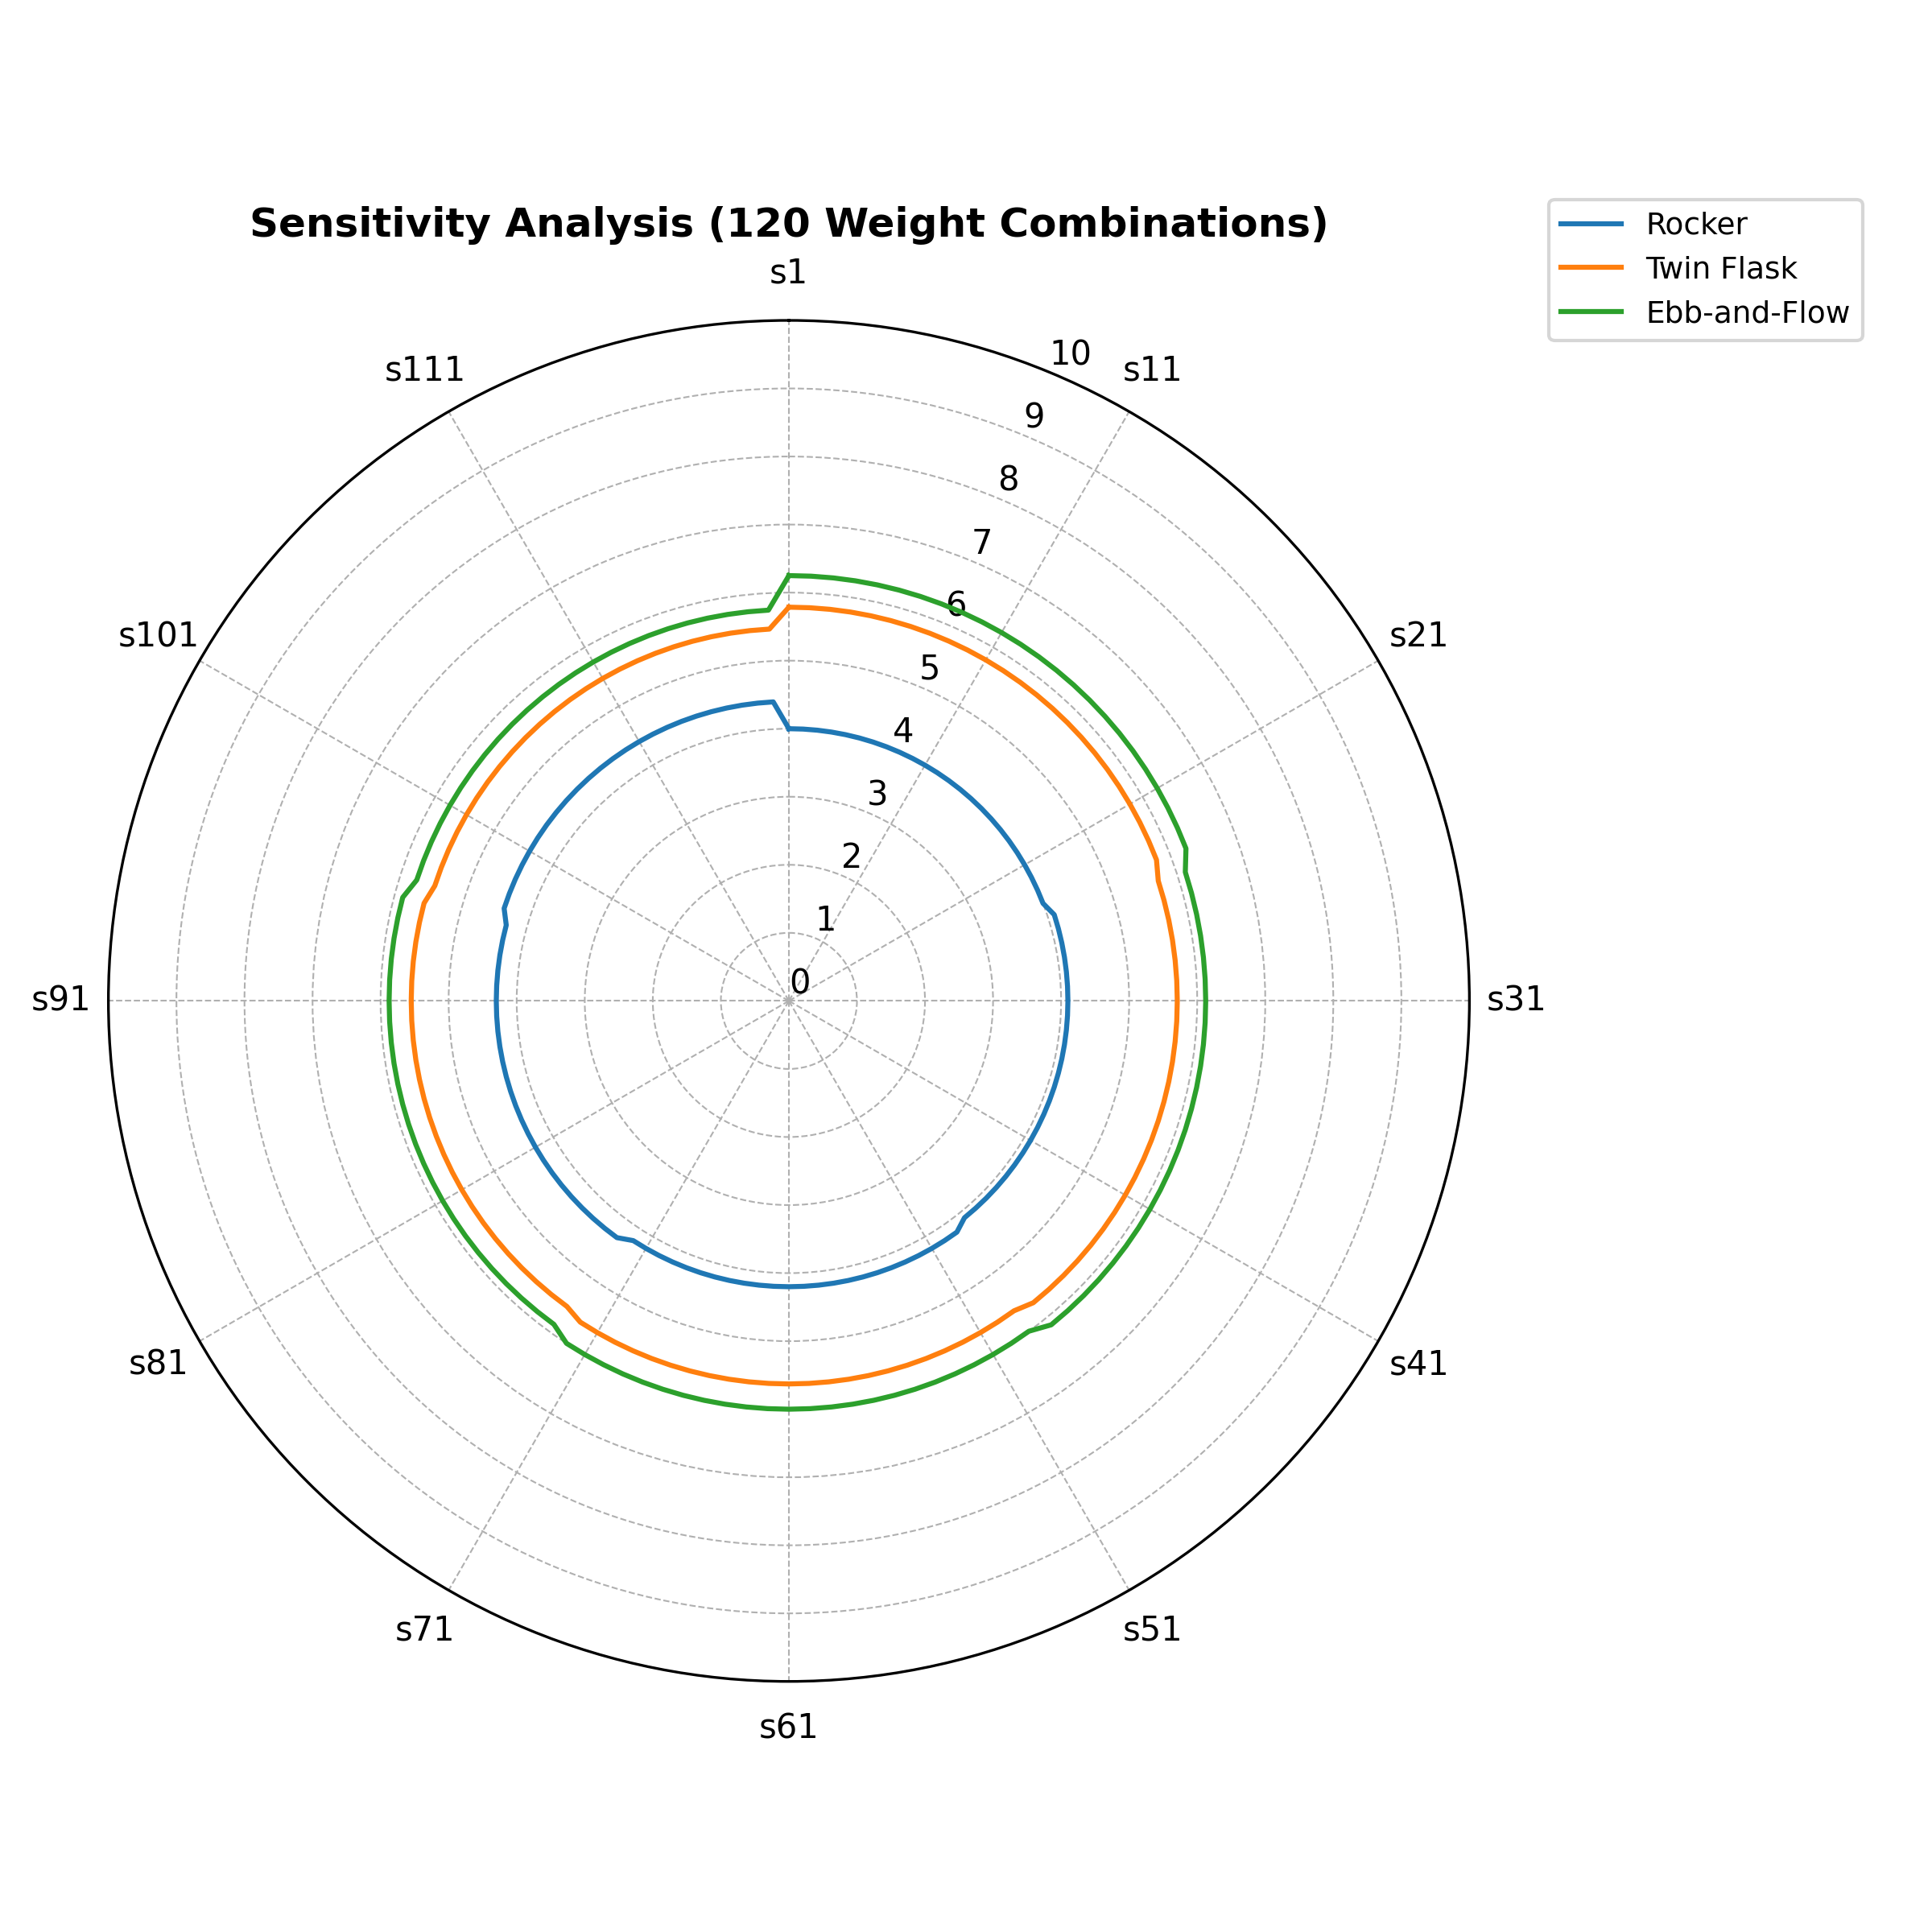 Sensitivity Analysis (120 Weight Combinations)
Rocker
Twin Flask
Ebb-and-Flow
s1
s11
s21
s31
s41
s51
s61
s71
s81
s91
s101
s111
10
9
8
7
6
5
4
3
2
1
0